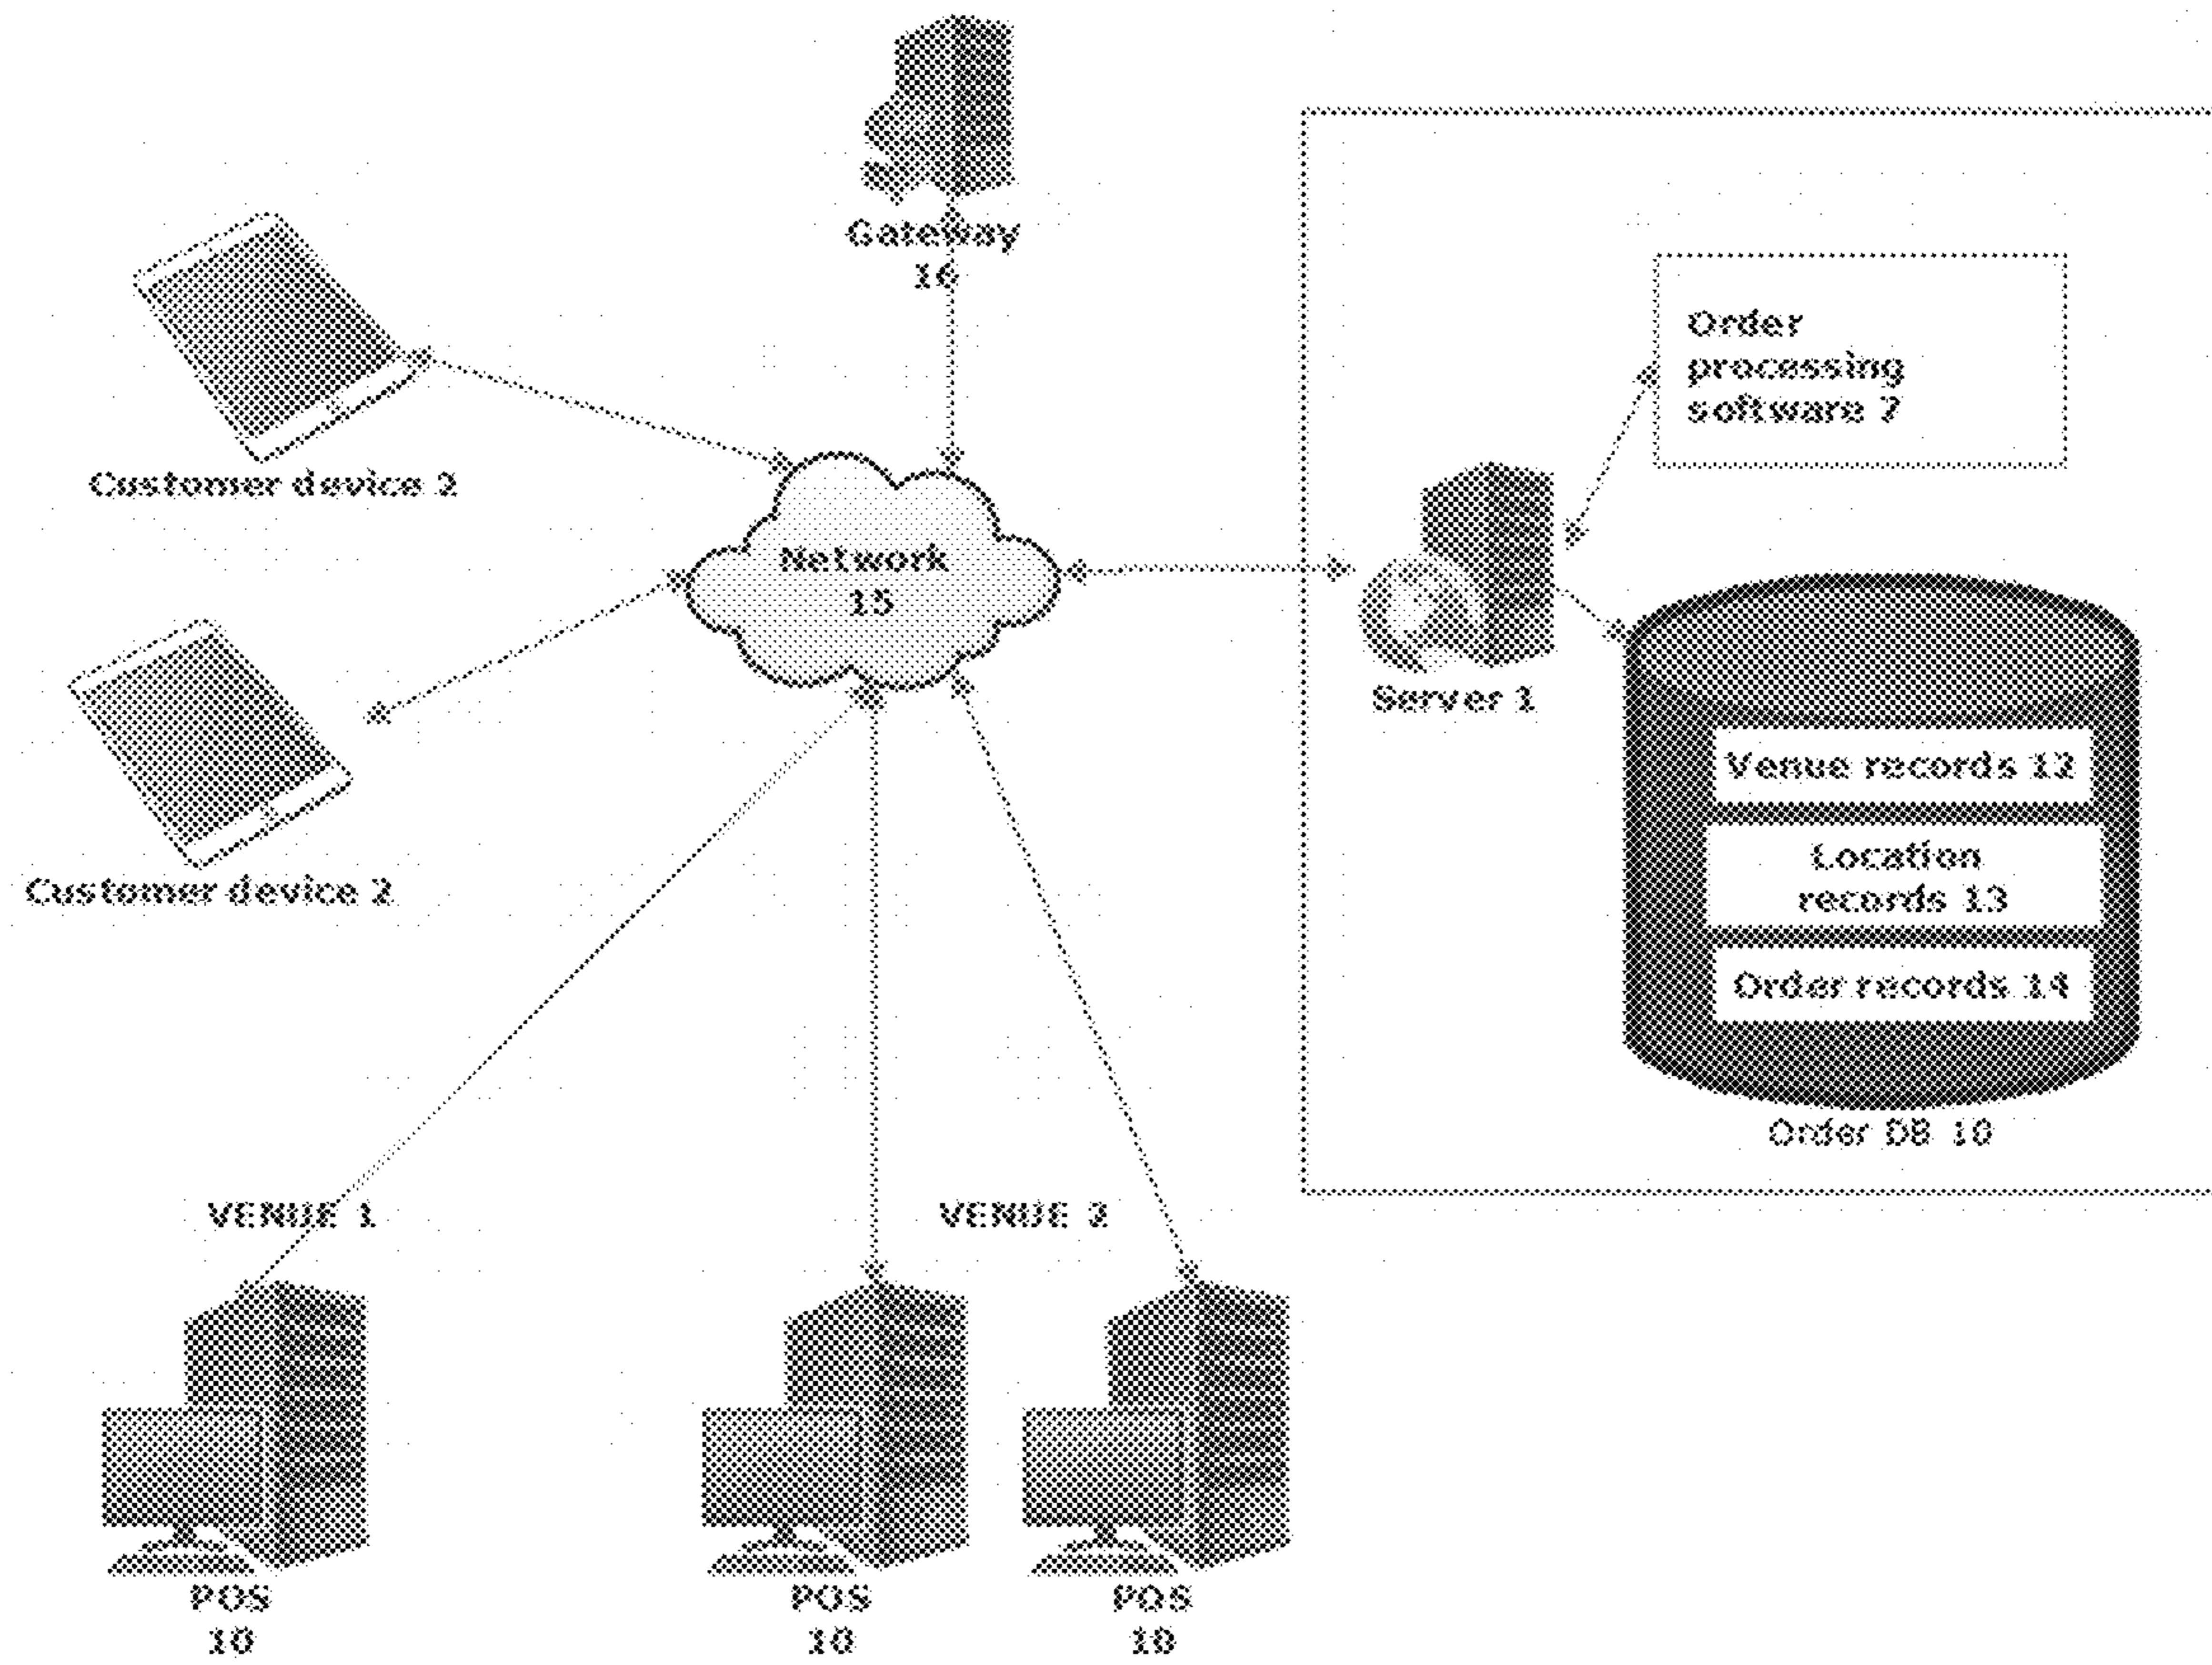 Gateway
16
Order
processing
software 7
Customer device 2
Network
15
Server 1
Venue records 12
Location
records 13
Order records 14
Customer device 2
Order DB 10
VENUE 1
VENUE 2
POS
10
POS
10
POS
10